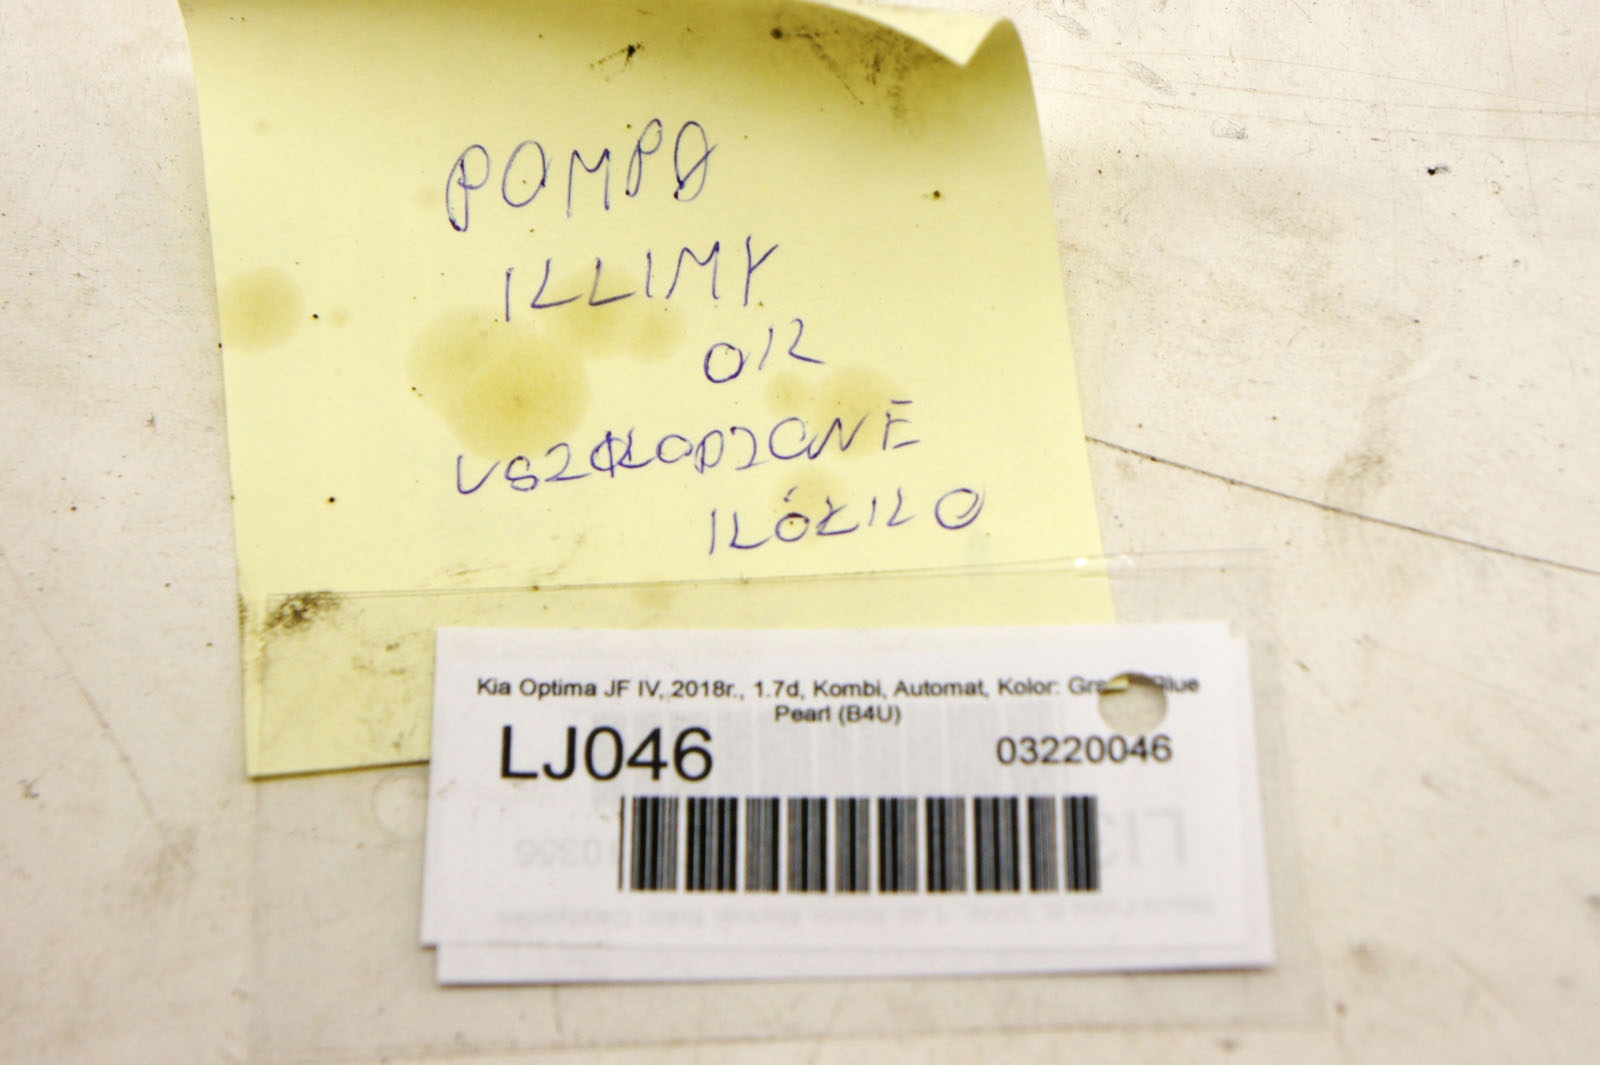 POMPA
KLIMY
OK
USZKODZONE
KÓŁKO
Kia Optima JF IV, 2018r., 1.7d, Kombi, Automat, Kolor: Blue
Pearl (B4U)
LJ046
03220046